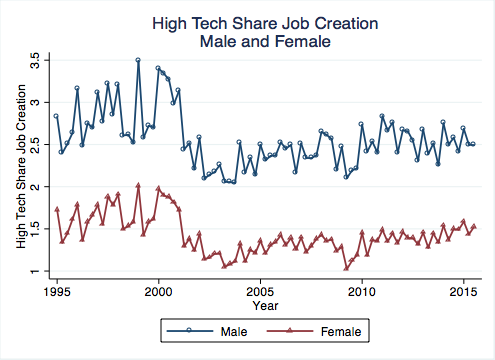 High Tech Share Job Creation
Male and Female
High Tech Share Job Creation
3.5
3
2.5
2
1.5
1
1995
2000
2005
2010
2015
Year
Male
Female